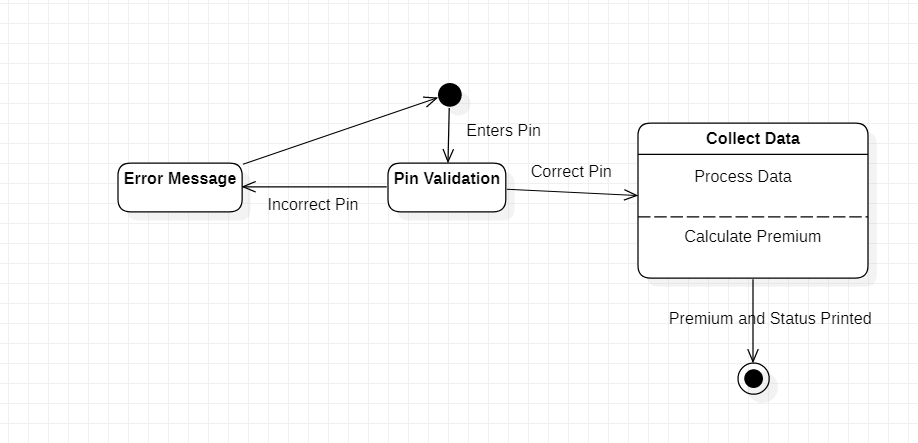 Enters Pin
Collect Data
Error Message
Pin Validation
Correct Pin
Process Data
Incorrect Pin
Calculate Premium
Premium and Status Printed